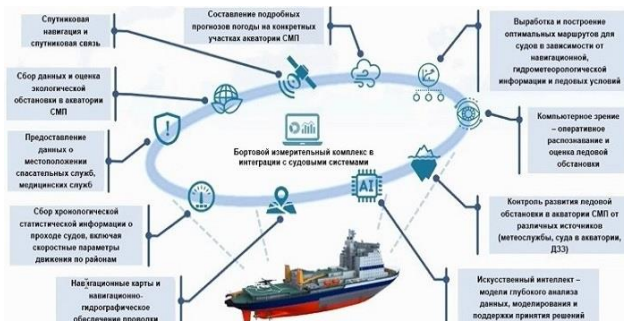 Спутниковая
навигация и
спутниковая связь
Составление подробных
прогнозов погоды на конкретных
участках акватории СМП
Выработка и построение
оптимальных маршрутов для
судов в зависимости от
навигационной,
гидрометеорологической
информации и ледовых условий
Сбор данных и оценка
экологической
обстановки в акватории
СМП
Компьютерное зрение
– оперативное
распознание и
оценка ледовой
обстановки
Предоставление
данных о
местоположении
спасательных служб,
медицинских служб
Бортовой измерительный комплекс в
интеграции с судовыми системами
AI
Контроль развития ледовой
обстановки в акватории СМП от
различных источников
(метеослужбы, суда в акватории,
ДЗЗ)
Сбор хронологической
статистической информации о
проходе судов, включая
скоростные параметры
движения по районам
Навигационные карты и
навигационно-
гидрографическое
обеспечение проводки
Искусственный интеллект –
модели глубокого анализа
данных, моделирования и
поддержки принятия решений